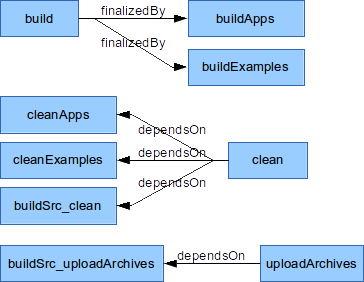 build
finalizedBy
buildApps
finalizedBy
buildExamples
cleanApps
dependsOn
cleanExamples
dependsOn
clean
dependsOn
buildSrc_clean
buildSrc_uploadArchives
dependsOn
uploadArchives